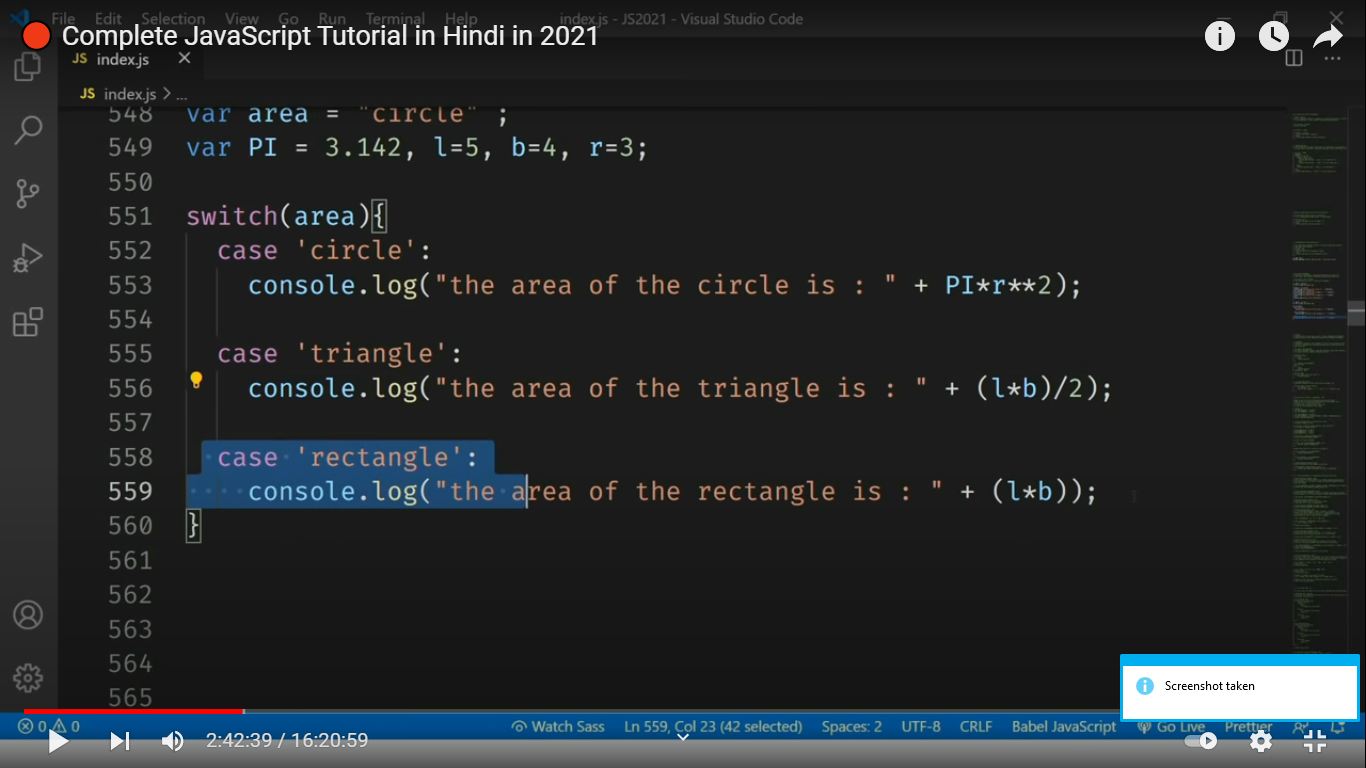 File Edit Selection View Go Run Terminal Help index.js - JS2021 - Visual Studio Code
Complete JavaScript Tutorial in Hindi in 2021
JS index.js
JS index.js > ...
548 var area = "circle" ;
549 var PI = 3.142, l=5, b=4, r=3;
550
551 switch(area){
552 case 'circle':
553 console.log("the area of the circle is : " + PI*r**2);
554
555 case 'triangle':
556 console.log("the area of the triangle is : " + (l*b)/2);
557
558 case 'rectangle':
559 console.log("the area of the rectangle is : " + (l*b));
560 }
561
562
563
564
565
Screenshot taken
0 0 Watch Sass Ln 559, Col 23 (42 selected) Spaces: 2 UTF-8 CRLF Babel JavaScript Go Live Prettier
2:42:39 / 16:20:59